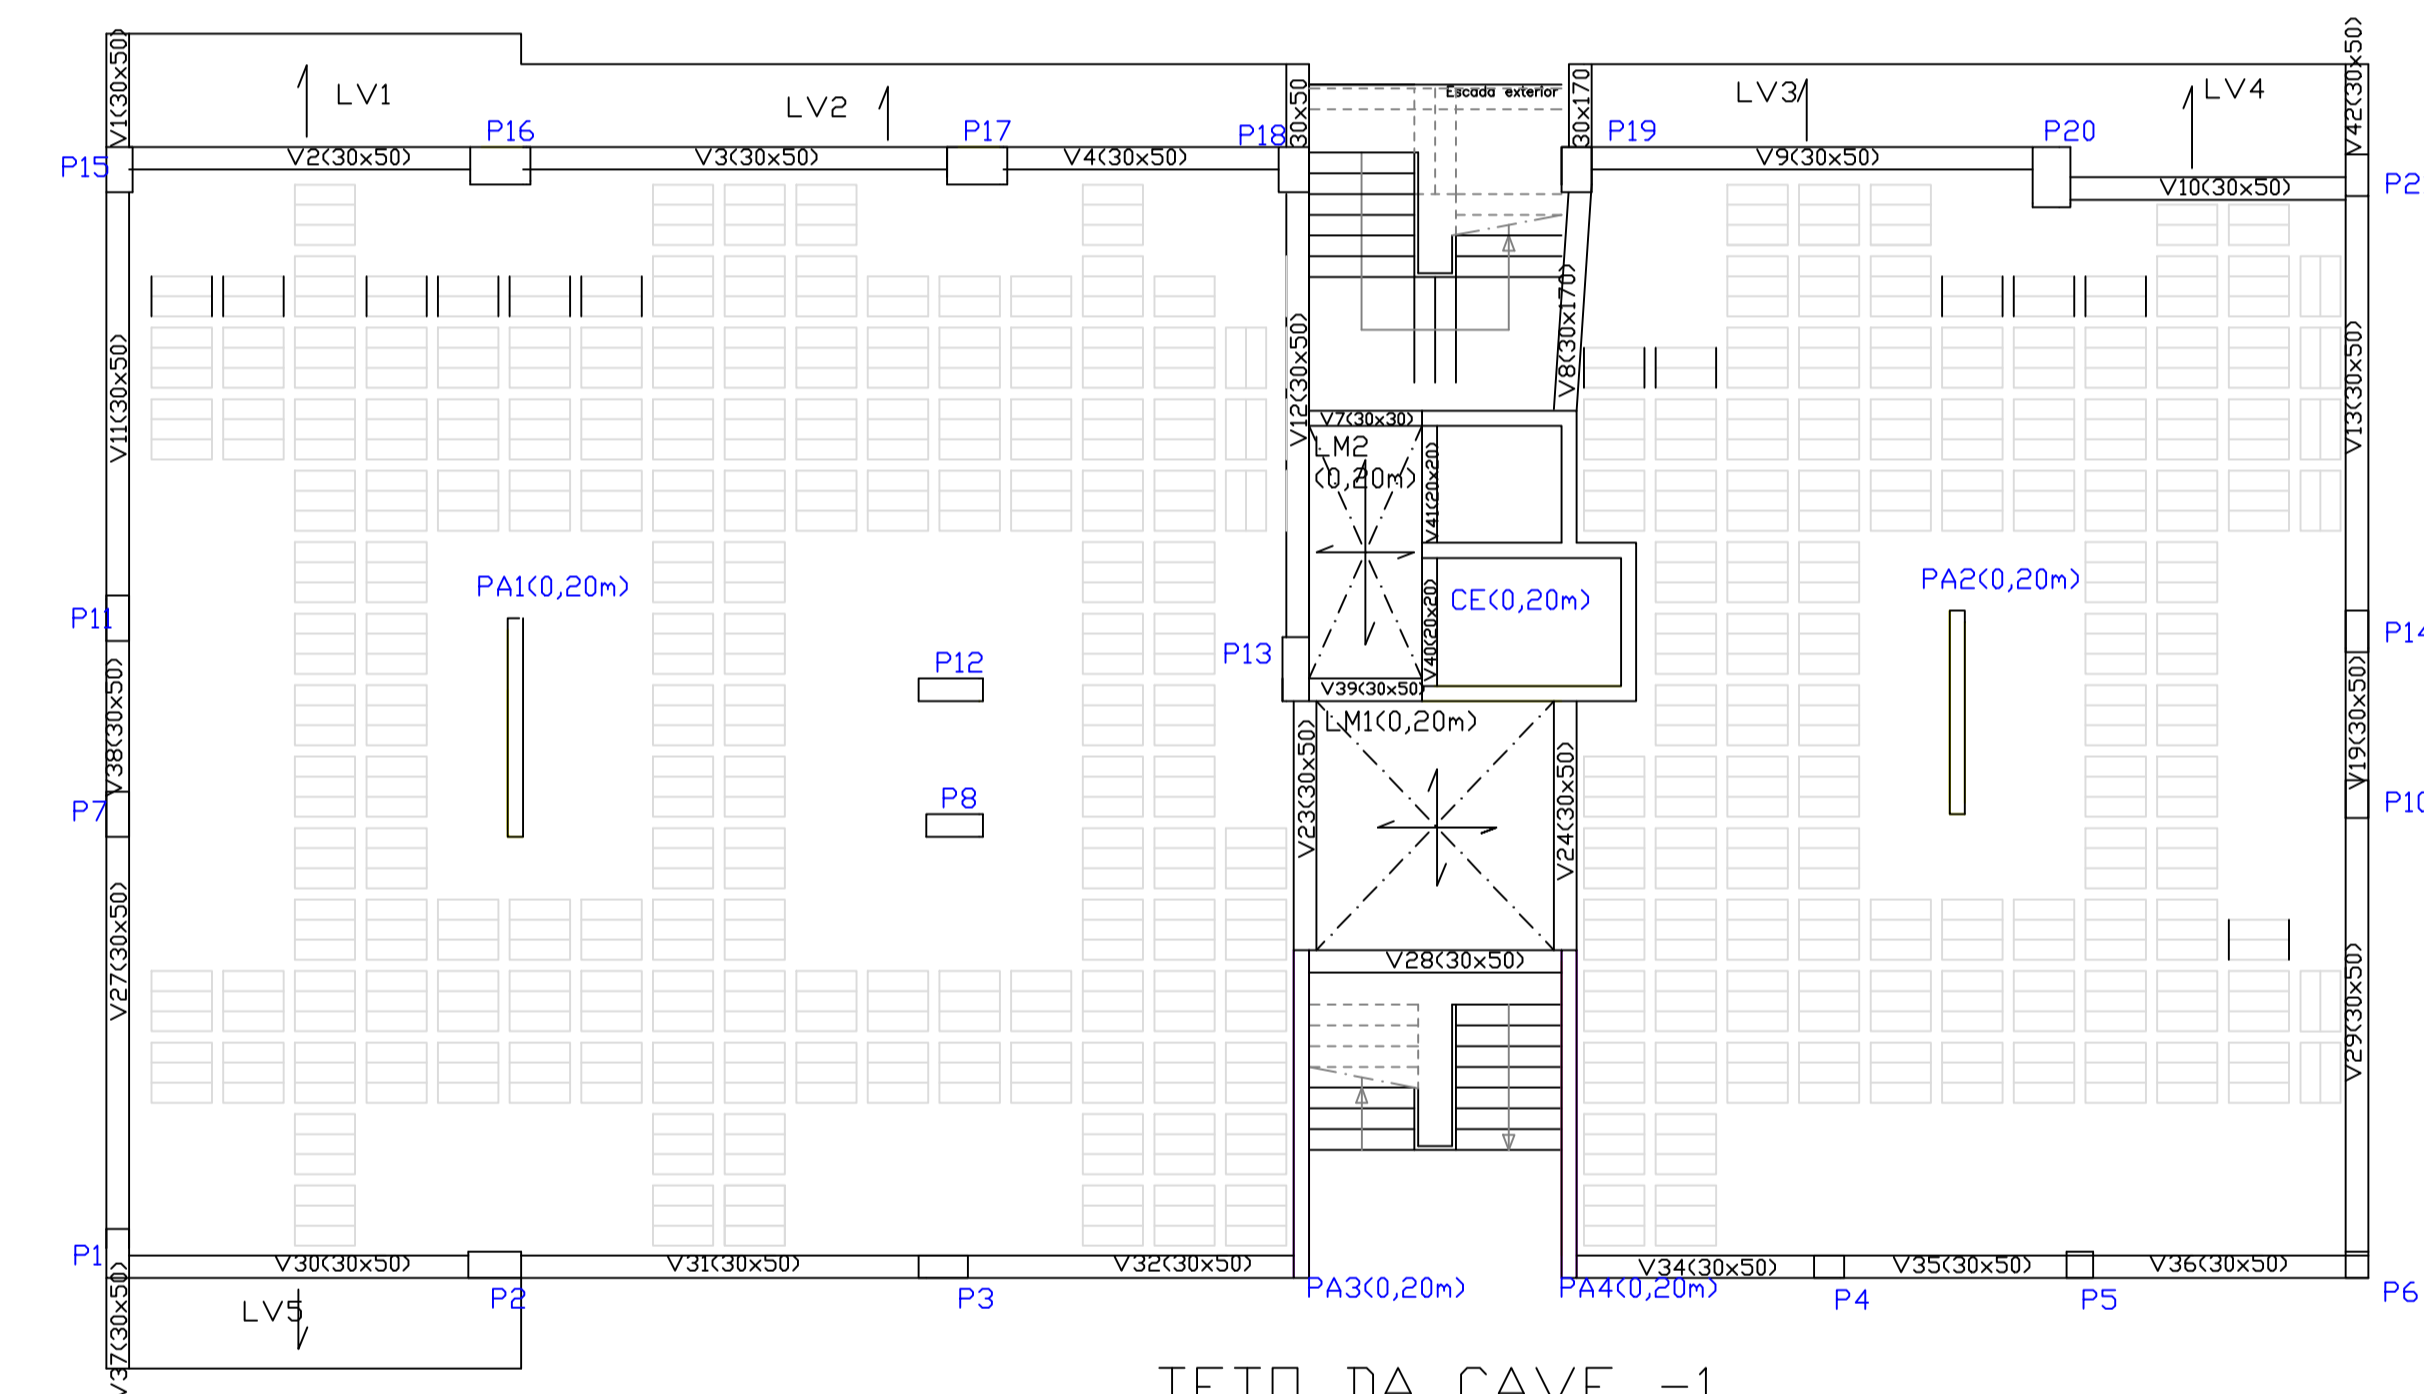 V1(30x50)
LV1
LV2
30x50
Escada exterior
30x170
LV3
LV4
V42(30x50)
P15
V2(30x50)
P16
V3(30x50)
P17
V4(30x50)
P18
P19
V9(30x50)
P20
V10(30x50)
P2
V11(30x50)
V12(30x50)
V8(30x170)
V13(30x50)
V7(30x30)
LM2
(0,20m)
V41(20x20)
P11
PA1(0,20m)
V40(20x20)
CE(0,20m)
PA2(0,20m)
P14
P12
P13
V39(30x50)
V38(30x50)
LM1(0,20m)
V19(30x50)
V23(30x50)
V24(30x50)
P7
P8
P10
V27(30x50)
V28(30x50)
V29(30x50)
P1
V30(30x50)
V31(30x50)
V32(30x50)
V34(30x50)
V35(30x50)
V36(30x50)
V37(30x50)
LV5
P2
P3
PA3(0,20m)
PA4(0,20m)
P4
P5
P6
TETO DA CAVE -1